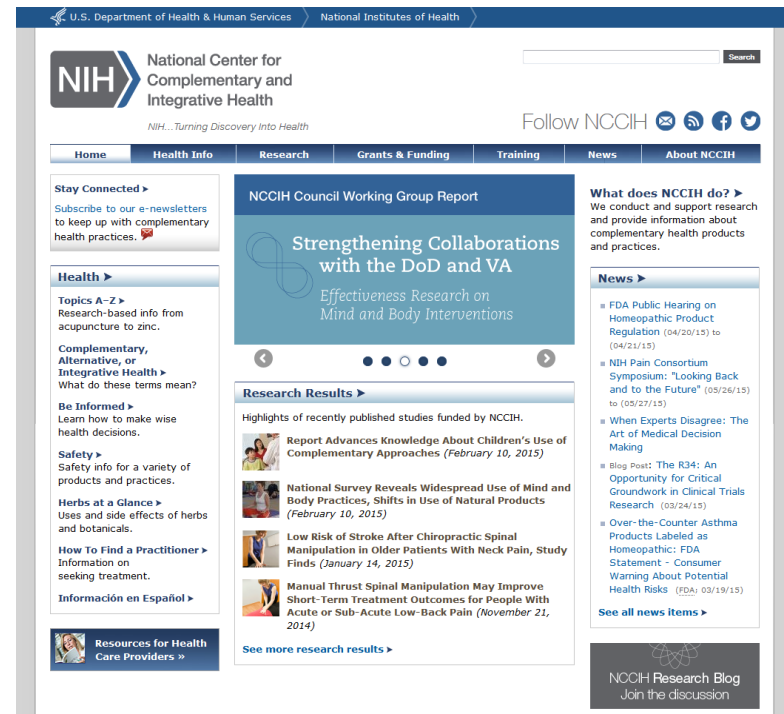 U.S. Department of Health & Human Services
National Institutes of Health
NIH
National Center for
Complementary and
Integrative Health
NIH...Turning Discovery Into Health
Search
Follow NCCIH
Home
Health Info
Research
Grants & Funding
Training
News
About NCCIH
Stay Connected
Subscribe to our e-newsletters
to keep up with complementary
health practices.
Health
Topics A–Z
Research-based info from
acupuncture to zinc.
Complementary,
Alternative, or
Integrative Health
What do these terms mean?
Be Informed
Learn how to make wise
health decisions.
Safety
Safety info for a variety of
products and practices.
Herbs at a Glance
Uses and side effects of herbs
and botanicals.
How To Find a Practitioner
Information on
seeking treatment.
Información en Español
Resources for Health
Care Providers »
NCCIH Council Working Group Report
Strengthening Collaborations
with the DoD and VA
Effectiveness Research on
Mind and Body Interventions
Research Results
Highlights of recently published studies funded by NCCIH.
Report Advances Knowledge About Children's Use of
Complementary Approaches (February 10, 2015)
National Survey Reveals Widespread Use of Mind and
Body Practices, Shifts in Use of Natural Products
(February 10, 2015)
Low Risk of Stroke After Chiropractic Spinal
Manipulation in Older Patients With Neck Pain, Study
Finds (January 14, 2015)
Manual Thrust Spinal Manipulation May Improve
Short-Term Treatment Outcomes for People With
Acute or Sub-Acute Low-Back Pain (November 21,
2014)
See more research results
What does NCCIH do?
We conduct and support research
and provide information about
complementary health products
and practices.
News
FDA Public Hearing on
Homeopathic Product
Regulation (04/20/15) to
(04/21/15)
NIH Pain Consortium
Symposium: "Looking Back
and to the Future" (05/26/15)
to (05/27/15)
When Experts Disagree: The
Art of Medical Decision
Making
Blog Post: The R34: An
Opportunity for Critical
Groundwork in Clinical Trials
Research (03/24/15)
Over-the-Counter Asthma
Products Labeled as
Homeopathic: FDA
Statement - Consumer
Warning About Potential
Health Risks (FDA: 03/19/15)
See all news items
NCCIH Research Blog
Join the discussion